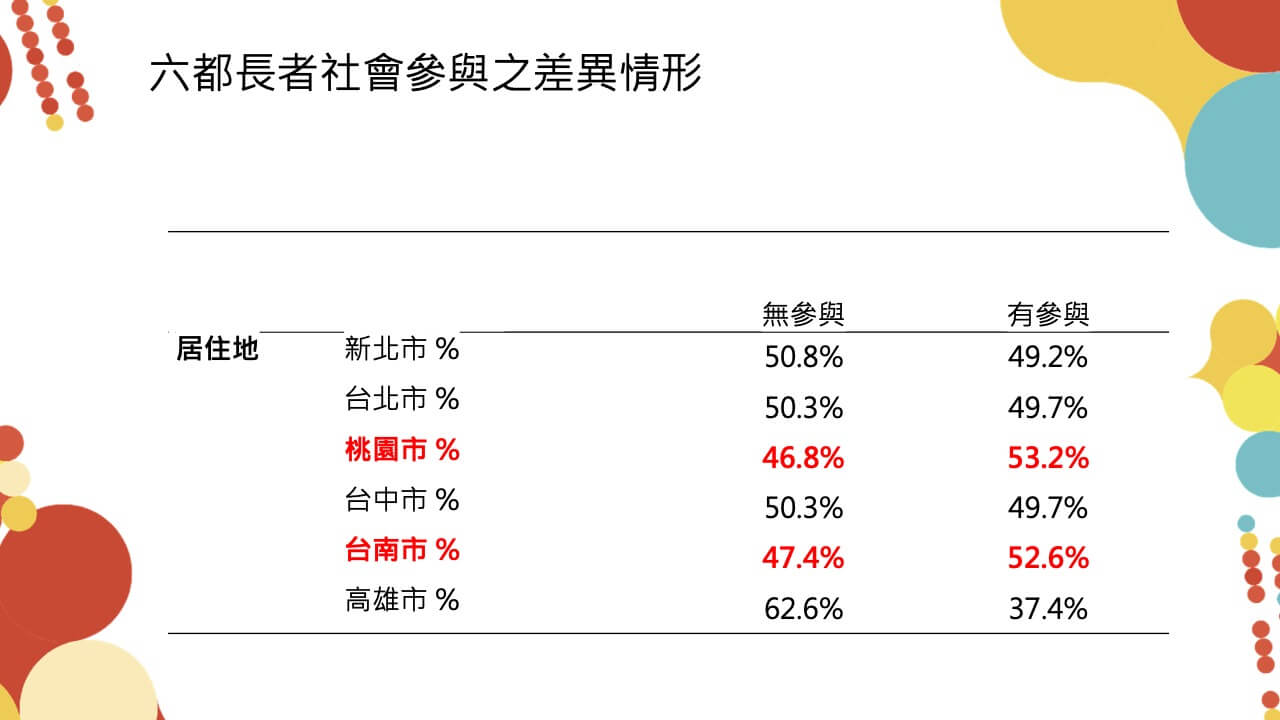 六都長者社會參與之差異情形
無參與 有參與
居住地 新北市 % 50.8% 49.2%
台北市 % 50.3% 49.7%
桃園市 % 46.8% 53.2%
台中市 % 50.3% 49.7%
台南市 % 47.4% 52.6%
高雄市 % 62.6% 37.4%